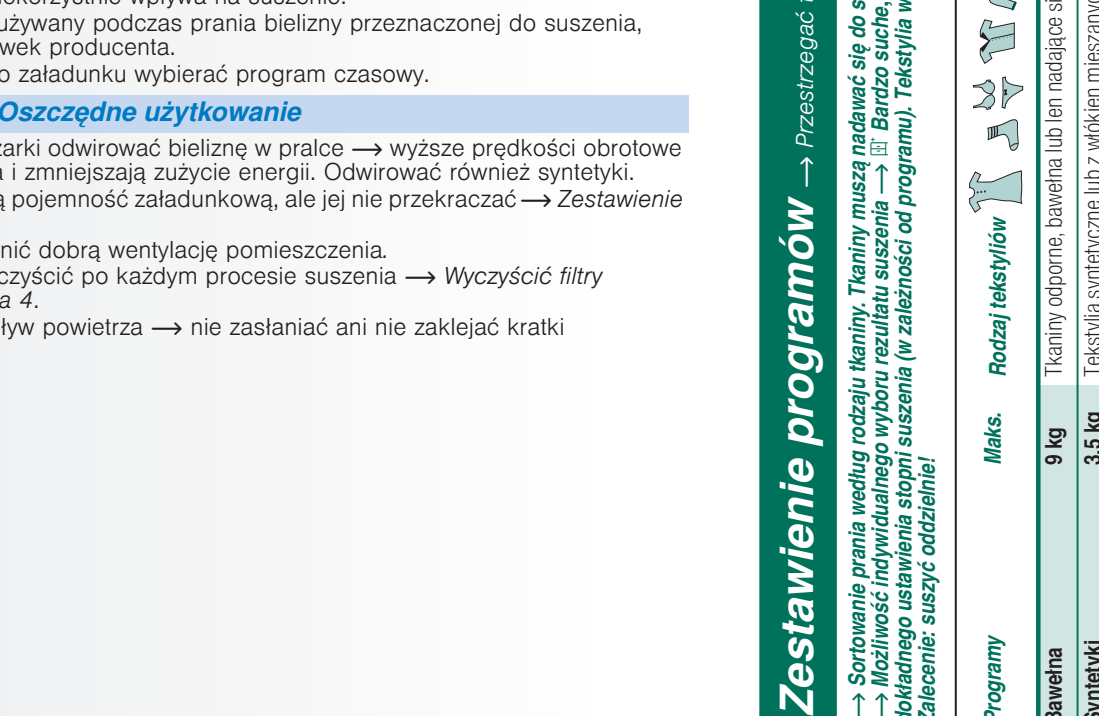 niekorzystnie wpływa na suszenie.
używany podczas prania bielizny przeznaczonej do suszenia,
wek producenta.
o załadunku wybierać program czasowy.
Oszczędne użytkowanie
zarki odwirować bieliznę w pralce → wyższe prędkości obrotowe
a i zmniejszają zużycie energii. Odwirować również syntetyki.
ą pojemność załadunkową, ale jej nie przekraczać → Zestawienie
nić dobrą wentylację pomieszczenia.
czyścić po każdym procesie suszenia → Wyczyścić filtry
a 4.
ływ powietrza → nie zasłaniać ani nie zaklejać kratki
Zestawienie programów → Przestrzegać
→ Sortowanie prania według rodzaju tkaniny. Tkaniny muszą nadawać się do s
→ Możliwość indywidualnego wyboru rezultatu suszenia → Bardzo suche,
dokładnego ustawienia stopni suszenia (w zależności od programu). Tekstylia w
Zalecenie: suszyć oddzielnie!
Programy Maks. Rodzaj tekstyliów
Bawełna 9 kg Tkaniny odporne, bawełna lub len nadające si
Syntetyki 3,5 kg Tekstylia syntetyczne lub z włókien mieszanyc